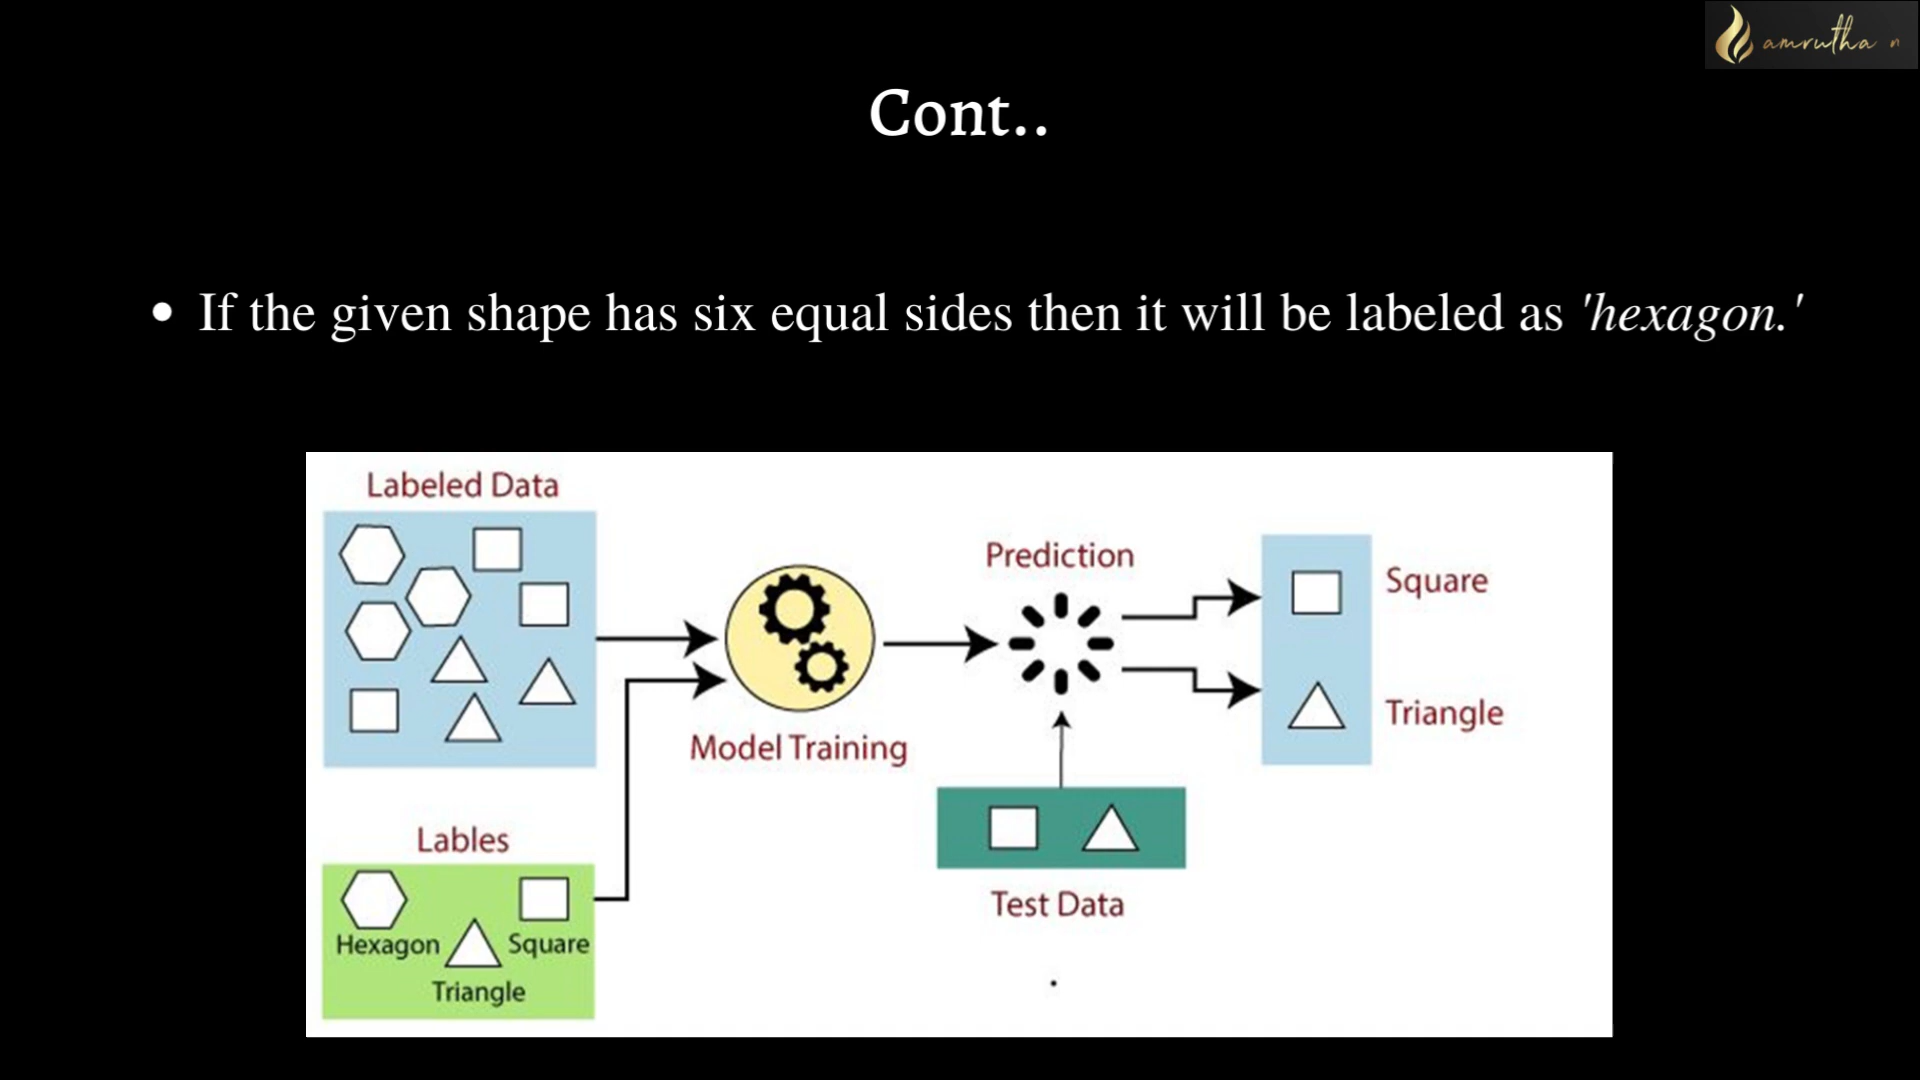 amrutha n
Cont..
• If the given shape has six equal sides then it will be labeled as 'hexagon.'
Labeled Data
Prediction
Square
Triangle
Model Training
Lables
Test Data
Hexagon
Square
Triangle